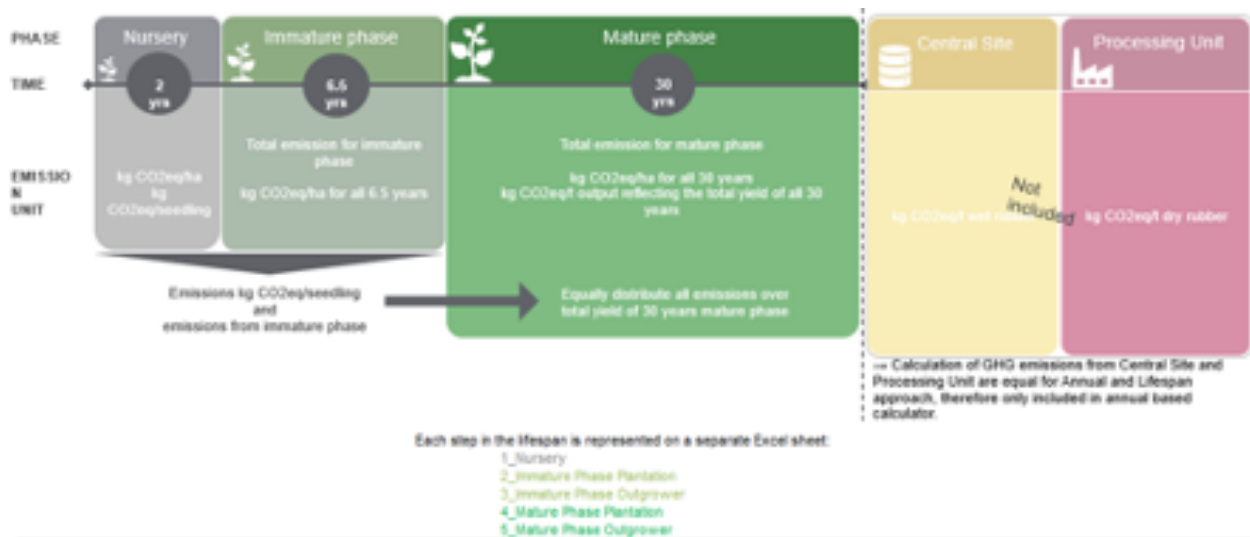 PHASE
Nursery
Immature phase
Mature phase
Central Site
Processing Unit
TIME
2
yrs
6.5
yrs
30
yrs
EMISSIO
N
UNIT
kg CO2eq/ha
kg
CO2eq/seedling
Total emission for immature
phase
kg CO2eq/ha for all 6.5 years
Total emission for mature phase
kg CO2eq/ha for all 30 years
kg CO2eq/t output reflecting the total yield of all 30
years
kg CO2eq/t wet rubber
Not
included
kg CO2eq/t dry rubber
Emissions kg CO2eq/seedling
and
emissions from immature phase
Equally distribute all emissions over
total yield of 30 years mature phase
→ Calculation of GHG emissions from Central Site and
Processing Unit are equal for Annual and Lifespan
approach, therefore only included in annual based
calculator.
Each step in the lifespan is represented on a separate Excel sheet:
1_Nursery
2_Immature Phase Plantation
3_Immature Phase Outgrower
4_Mature Phase Plantation
5_Mature Phase Outgrower